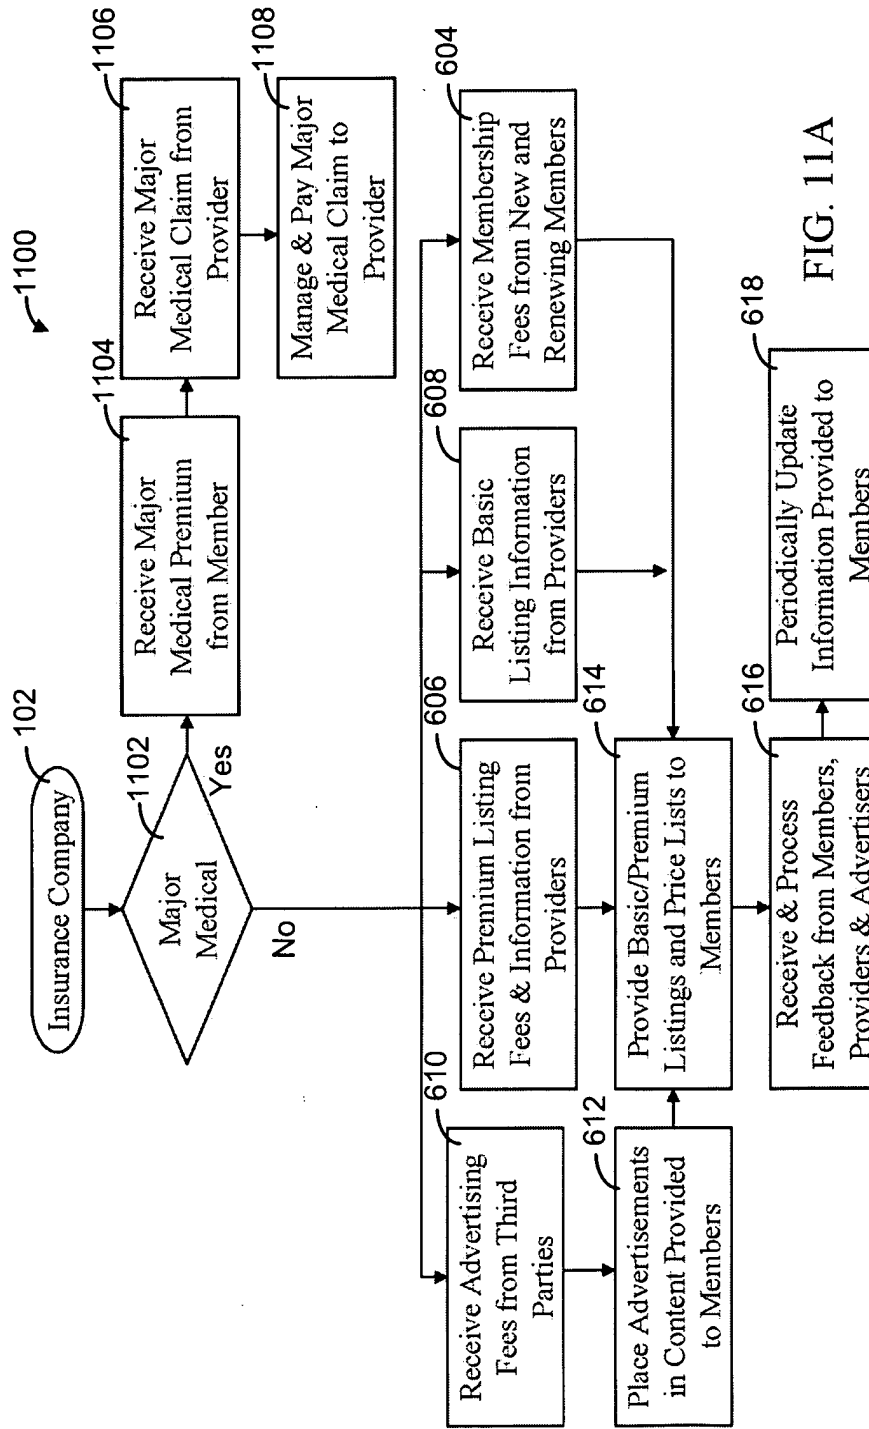 1100
102
Insurance Company
1102
Major
Medical
Yes
No
1104
Receive Major
Medical Premium
from Member
1106
Receive Major
Medical Claim from
Provider
1108
Manage & Pay Major
Medical Claim to
Provider
610
Receive Advertising
Fees from Third
Parties
606
Receive Premium Listing
Fees & Information from
Providers
608
Receive Basic
Listing Information
from Providers
604
Receive Membership
Fees from New and
Renewing Members
612
Place Advertisements
in Content Provided
to Members
614
Provide Basic/Premium
Listings and Price Lists to
Members
616
Receive & Process
Feedback from Members,
Providers & Advertisers
618
Periodically Update
Information Provided to
Members
FIG. 11A